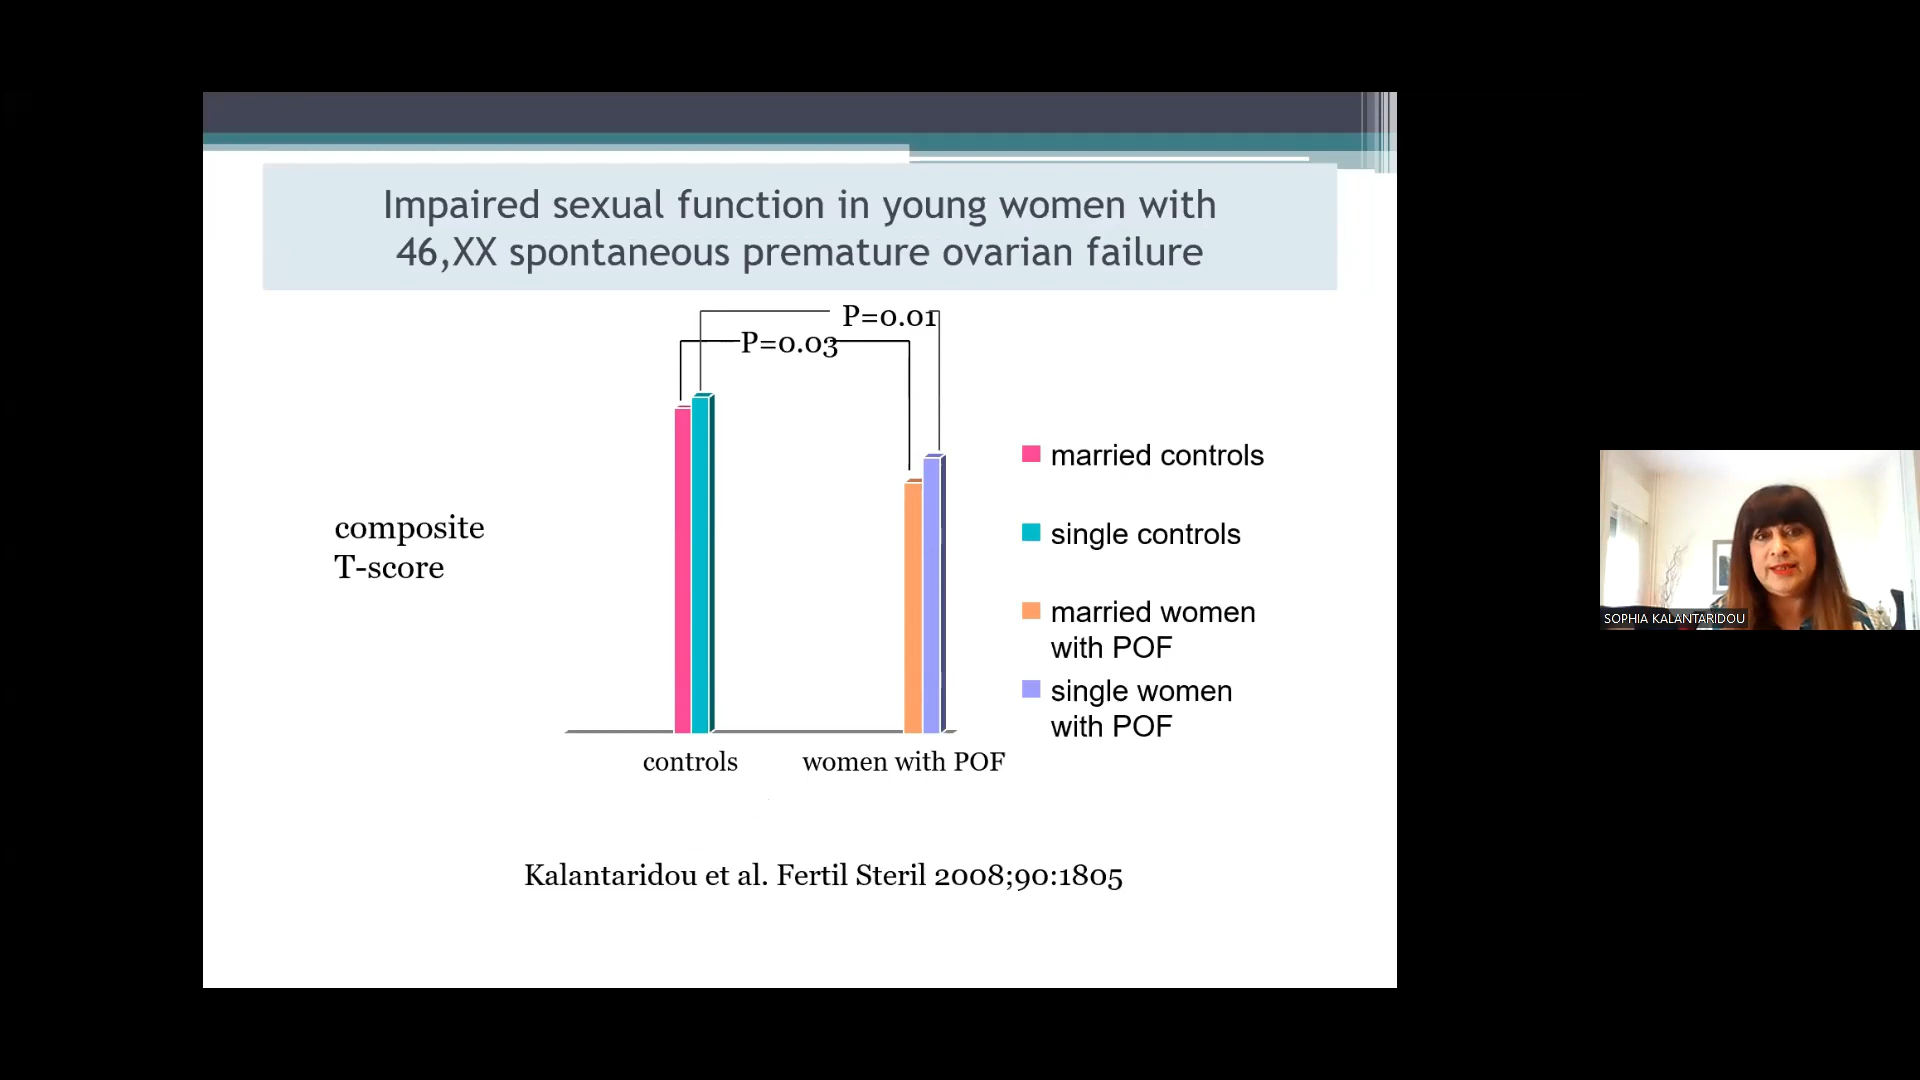 Impaired sexual function in young women with
46,XX spontaneous premature ovarian failure
P=0.01
P=0.03
married controls
single controls
married women
with POF
single women
with POF
composite
T-score
controls
women with POF
Kalantaridou et al. Fertil Steril 2008;90:1805
SOPHIA KALANTARIDOU